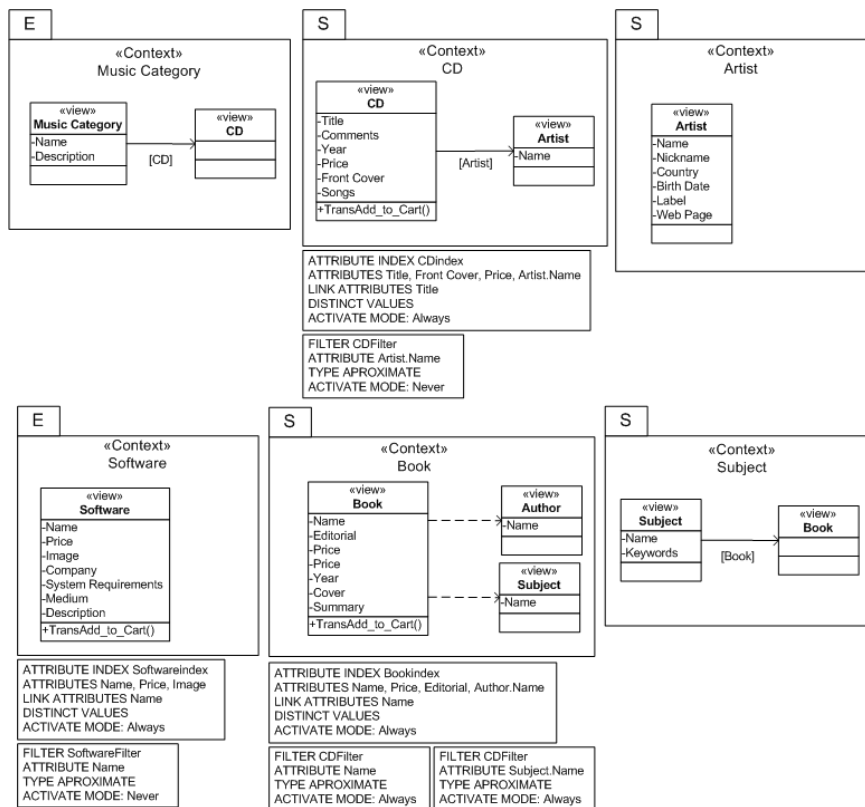 E
«Context»
Music Category
«view»
Music Category
-Name
-Description
[CD]
«view»
CD
S
«Context»
CD
«view»
CD
-Title
-Comments
-Year
-Price
-Front Cover
-Songs
+TransAdd_to_Cart()
[Artist]
«view»
Artist
-Name
ATTRIBUTE INDEX CDindex
ATTRIBUTES Title, Front Cover, Price, Artist.Name
LINK ATTRIBUTES Title
DISTINCT VALUES
ACTIVATE MODE: Always
FILTER CDFilter
ATTRIBUTE Artist.Name
TYPE APROXIMATE
ACTIVATE MODE: Never
S
«Context»
Artist
«view»
Artist
-Name
-Nickname
-Country
-Birth Date
-Label
-Web Page
E
«Context»
Software
«view»
Software
-Name
-Price
-Image
-Company
-System Requirements
-Medium
-Description
+TransAdd_to_Cart()
ATTRIBUTE INDEX Softwareindex
ATTRIBUTES Name, Price, Image
LINK ATTRIBUTES Name
DISTINCT VALUES
ACTIVATE MODE: Always
FILTER SoftwareFilter
ATTRIBUTE Name
TYPE APROXIMATE
ACTIVATE MODE: Never
S
«Context»
Book
«view»
Book
-Name
-Editorial
-Price
-Price
-Year
-Cover
-Summary
+TransAdd_to_Cart()
«view»
Author
-Name
«view»
Subject
-Name
ATTRIBUTE INDEX Bookindex
ATTRIBUTES Name, Price, Editorial, Author.Name
LINK ATTRIBUTES Name
DISTINCT VALUES
ACTIVATE MODE: Always
FILTER CDFilter
ATTRIBUTE Name
TYPE APROXIMATE
ACTIVATE MODE: Always
FILTER CDFilter
ATTRIBUTE Subject.Name
TYPE APROXIMATE
ACTIVATE MODE: Always
S
«Context»
Subject
«view»
Subject
-Name
-Keywords
[Book]
«view»
Book